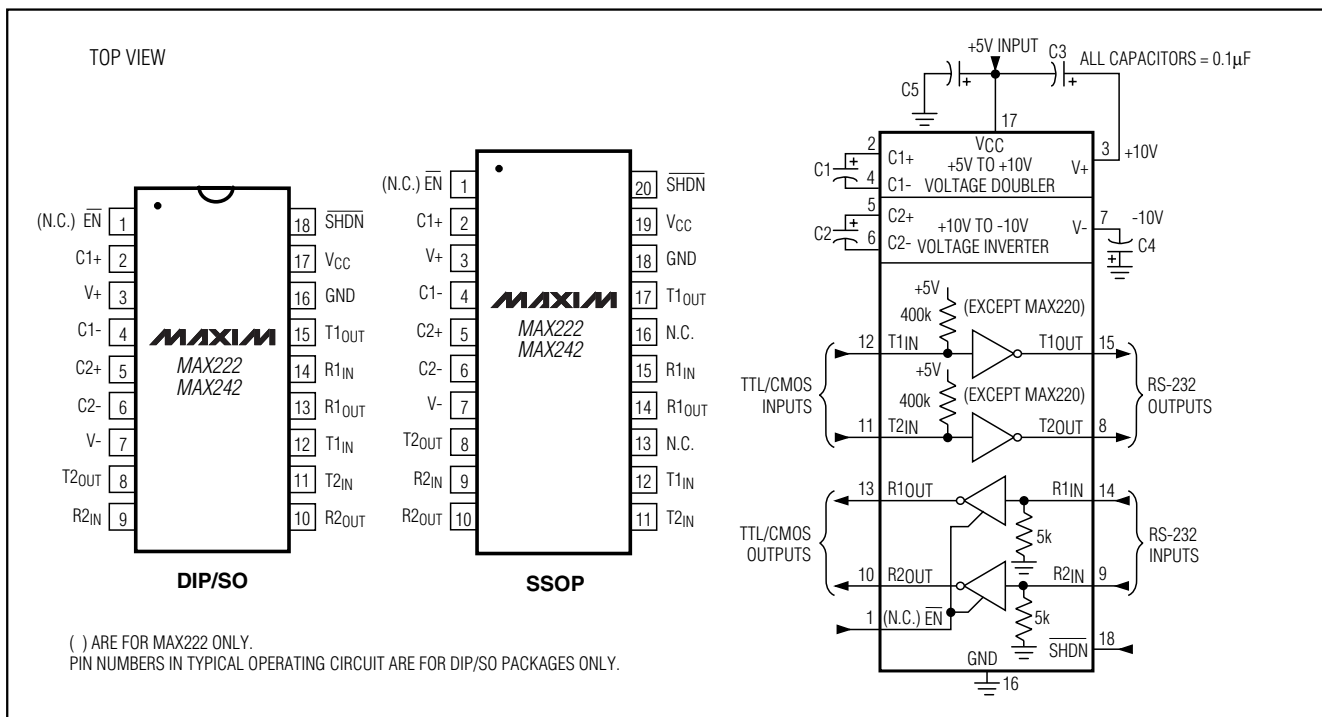 TOP VIEW
(N.C.) EN 1
C1+ 2
V+ 3
C1- 4
C2+ 5
C2- 6
V- 7
T2OUT 8
R2IN 9
18 SHDN
17 VCC
16 GND
15 T1OUT
14 R1IN
13 R1OUT
12 T1IN
11 T2IN
10 R2OUT
MAXIM
MAX222
MAX242
DIP/SO
(N.C.) EN 1
C1+ 2
V+ 3
C1- 4
C2+ 5
C2- 6
V- 7
T2OUT 8
R2IN 9
R2OUT 10
20 SHDN
19 VCC
18 GND
17 T1OUT
16 N.C.
15 R1IN
14 R1OUT
13 N.C.
12 T1IN
11 T2IN
MAXIM
MAX222
MAX242
SSOP
( ) ARE FOR MAX222 ONLY.
PIN NUMBERS IN TYPICAL OPERATING CIRCUIT ARE FOR DIP/SO PACKAGES ONLY.
+5V INPUT
C3
ALL CAPACITORS = 0.1μF
C5
+
+
17
VCC
2
C1+
+5V TO +10V
VOLTAGE DOUBLER
V+
3
+10V
C1
+
4
C1-
5
C2+
+10V TO -10V
VOLTAGE INVERTER
V-
7
-10V
C2
+
6
C2-
C4
+
+5V
400k
(EXCEPT MAX220)
12
T1IN
T1OUT
15
TTL/CMOS
INPUTS
+5V
400k
(EXCEPT MAX220)
RS-232
OUTPUTS
11
T2IN
T2OUT
8
13
R1OUT
R1IN
14
5k
TTL/CMOS
OUTPUTS
RS-232
INPUTS
10
R2OUT
R2IN
9
5k
1
(N.C.) EN
SHDN
18
GND
16